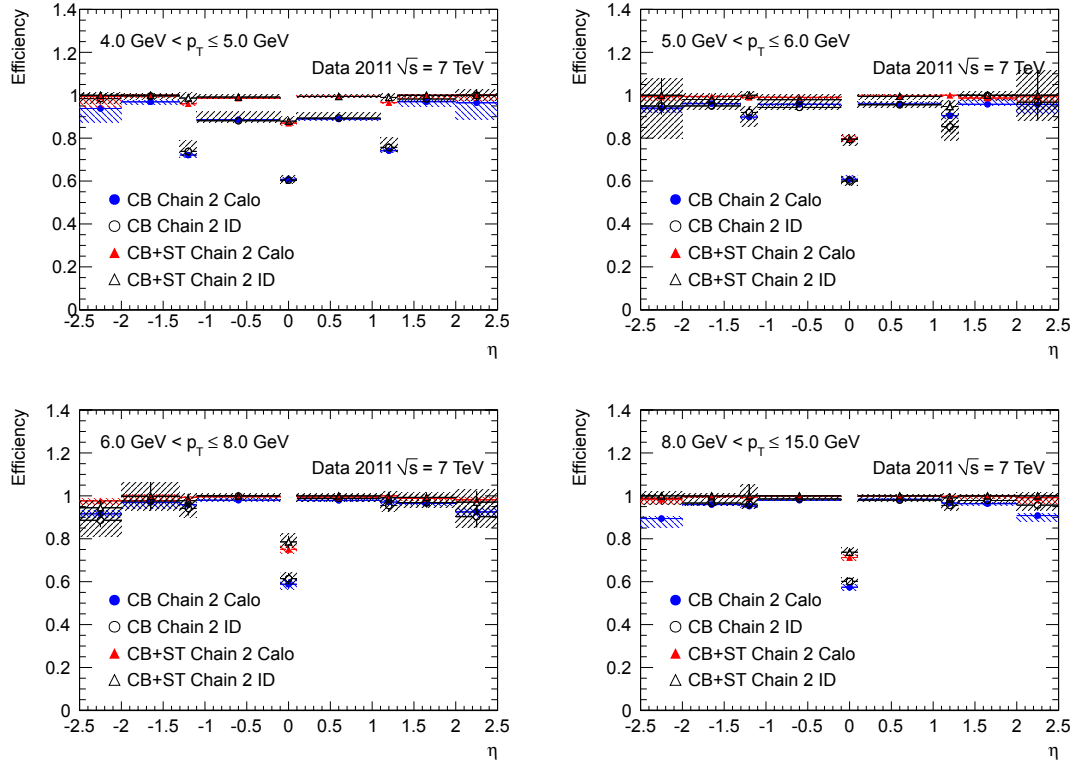 Efficiency
1.4
1.2
1
0.8
0.6
0.4
0.2
0
4.0 GeV < p_T ≤ 5.0 GeV
Data 2011 √s = 7 TeV
CB Chain 2 Calo
CB Chain 2 ID
CB+ST Chain 2 Calo
CB+ST Chain 2 ID
-2.5 -2 -1.5 -1 -0.5 0 0.5 1 1.5 2 2.5
η
Efficiency
1.4
1.2
1
0.8
0.6
0.4
0.2
0
5.0 GeV < p_T ≤ 6.0 GeV
Data 2011 √s = 7 TeV
CB Chain 2 Calo
CB Chain 2 ID
CB+ST Chain 2 Calo
CB+ST Chain 2 ID
-2.5 -2 -1.5 -1 -0.5 0 0.5 1 1.5 2 2.5
η
Efficiency
1.4
1.2
1
0.8
0.6
0.4
0.2
0
6.0 GeV < p_T ≤ 8.0 GeV
Data 2011 √s = 7 TeV
CB Chain 2 Calo
CB Chain 2 ID
CB+ST Chain 2 Calo
CB+ST Chain 2 ID
-2.5 -2 -1.5 -1 -0.5 0 0.5 1 1.5 2 2.5
η
Efficiency
1.4
1.2
1
0.8
0.6
0.4
0.2
0
8.0 GeV < p_T ≤ 15.0 GeV
Data 2011 √s = 7 TeV
CB Chain 2 Calo
CB Chain 2 ID
CB+ST Chain 2 Calo
CB+ST Chain 2 ID
-2.5 -2 -1.5 -1 -0.5 0 0.5 1 1.5 2 2.5
η